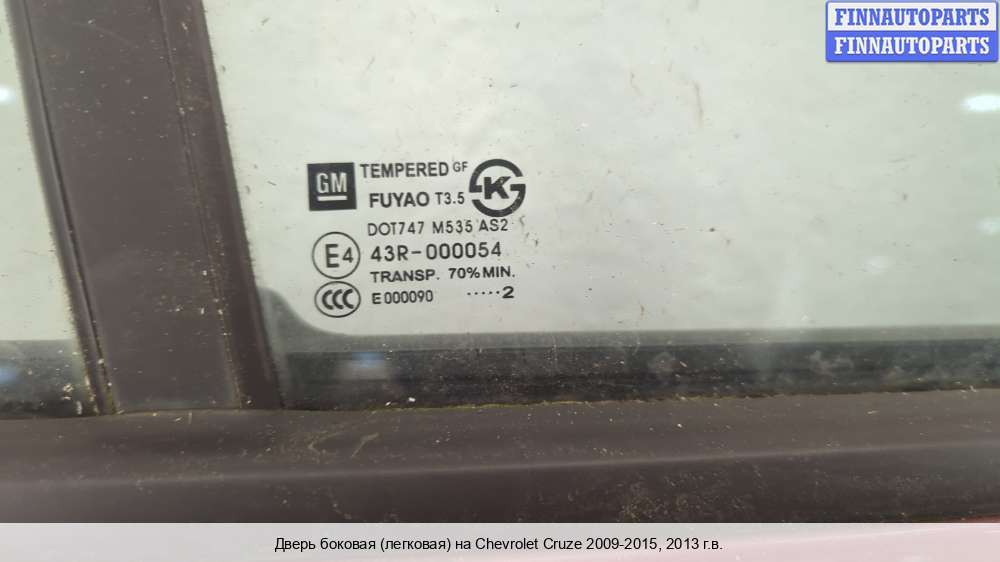 FINNAUTOPARTS
FINNAUTOPARTS
GM TEMPERED GF
FUYAO T3.5 K
DOT747 M535 AS2
E4 43R-000054
TRANSP. 70% MIN.
CCC E000090 ·····2
Дверь боковая (легковая) на Chevrolet Cruze 2009-2015, 2013 г.в.